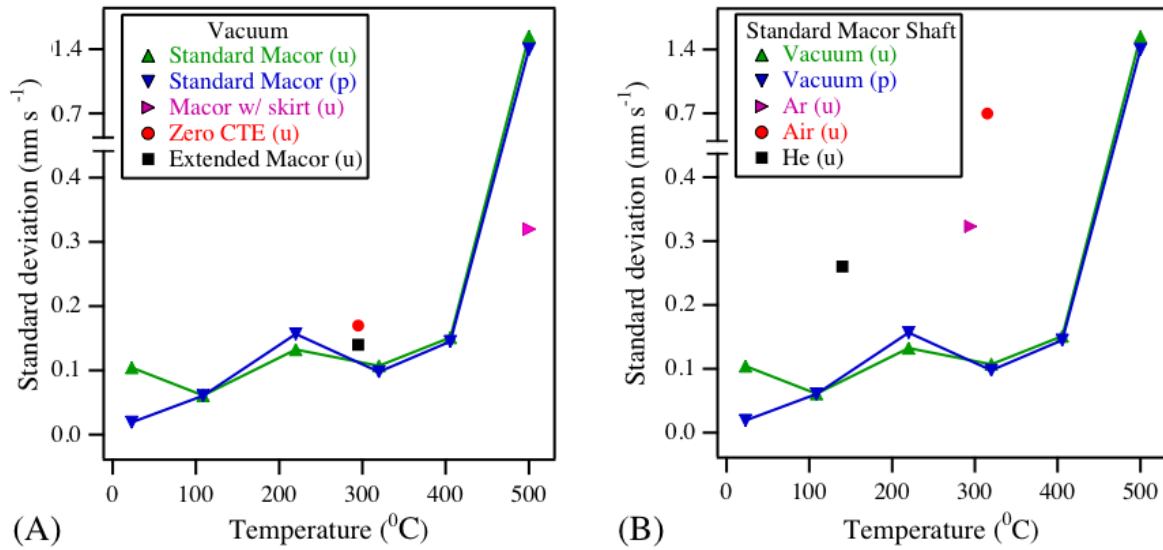 Vacuum
Standard Macor (u)
Standard Macor (p)
Macor w/ skirt (u)
Zero CTE (u)
Extended Macor (u)
Standard deviation (nm s⁻¹)
).4
0.7
0.4
0.3
0.2
0.1
0.0
0 100 200 300 400 500
Temperature (⁰C)
(A)
Standard Macor Shaft
Vacuum (u)
Vacuum (p)
Ar (u)
Air (u)
He (u)
Standard deviation (nm s⁻¹)
1.4
0.7
0.4
0.3
0.2
0.1
0.0
0 100 200 300 400 500
Temperature (⁰C)
(B)